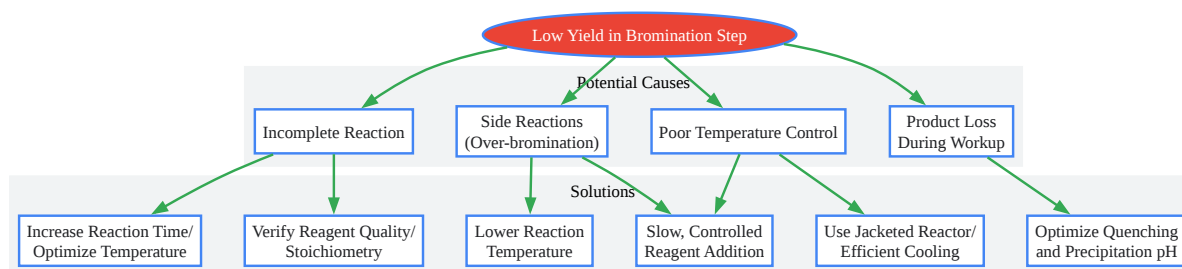 Low Yield in Bromination Step
Potential Causes
Incomplete Reaction
Side Reactions
(Over-bromination)
Poor Temperature Control
Product Loss
During Workup
Solutions
Increase Reaction Time/
Optimize Temperature
Verify Reagent Quality/
Stoichiometry
Lower Reaction
Temperature
Slow, Controlled
Reagent Addition
Use Jacketed Reactor/
Efficient Cooling
Optimize Quenching
and Precipitation pH